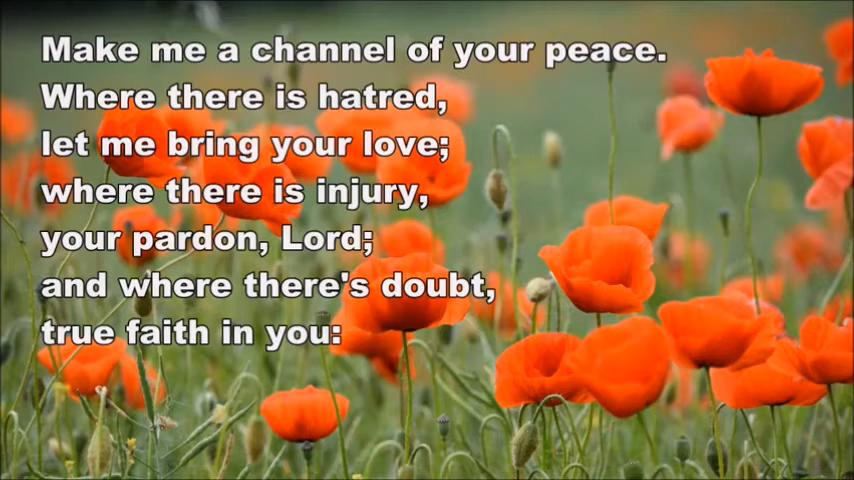 Make me a channel of your peace.
Where there is hatred,
let me bring your love;
where there is injury,
your pardon, Lord;
and where there's doubt,
true faith in you: